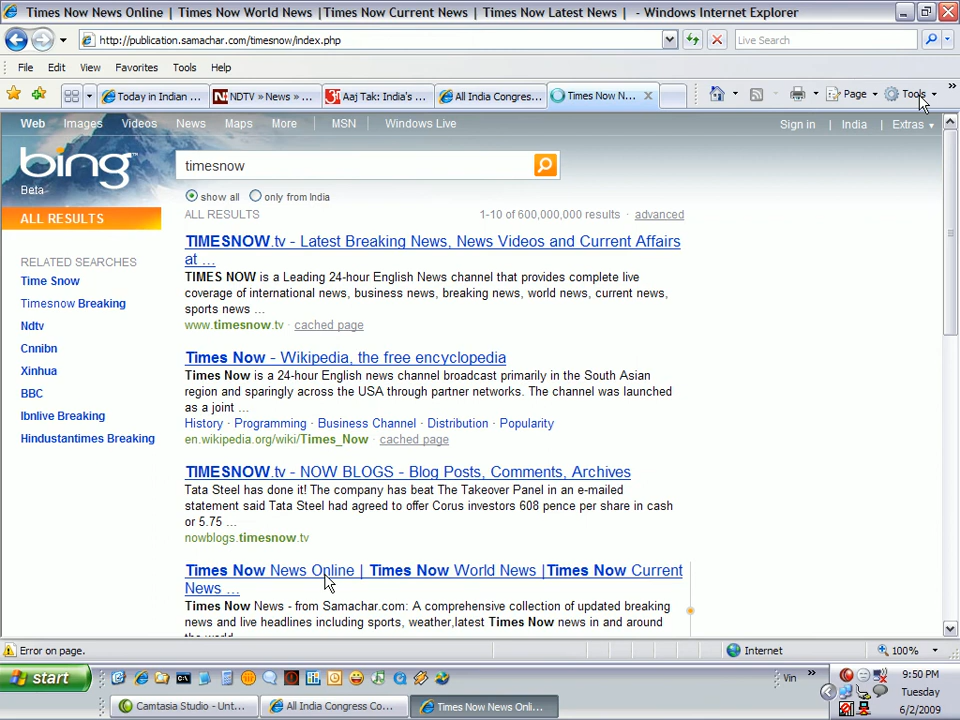 Times Now News Online | Times Now World News |Times Now Current News | Times Now Latest News | - Windows Internet Explorer
http://publication.samachar.com/timesnow/index.php
Live Search
File Edit View Favorites Tools Help
Today in Indian ...
NDTV » News » ...
Aaj Tak: India's ...
All India Congres...
Times Now N...
Page
Tools
Web Images Videos News Maps More | MSN | Windows Live
Sign in | India | Extras
bing
Beta
timesnow
show all only from India
ALL RESULTS
ALL RESULTS 1-10 of 600,000,000 results · advanced
RELATED SEARCHES
Time Snow
Timesnow Breaking
Ndtv
Cnnibn
Xinhua
BBC
Ibnlive Breaking
Hindustantimes Breaking
TIMESNOW.tv - Latest Breaking News, News Videos and Current Affairs
at ...
TIMES NOW is a Leading 24-hour English News channel that provides complete live
coverage of international news, business news, breaking news, world news, current news,
sports news ...
www.timesnow.tv · cached page
Times Now - Wikipedia, the free encyclopedia
Times Now is a 24-hour English news channel broadcast primarily in the South Asian
region and sparingly across the USA through partner networks. The channel was launched
as a joint ...
History · Programming · Business Channel · Distribution · Popularity
en.wikipedia.org/wiki/Times_Now · cached page
TIMESNOW.tv - NOW BLOGS - Blog Posts, Comments, Archives
Tata Steel has done it! The company has beat The Takeover Panel in an e-mailed
statement said Tata Steel had agreed to offer Corus investors 608 pence per share in cash
or 5.75 ...
nowblogs.timesnow.tv
Times Now News Online | Times Now World News |Times Now Current
News ...
Times Now News - from Samachar.com: A comprehensive collection of updated breaking
news and live headlines including sports, weather,latest Times Now news in and around
the world
Error on page.
Internet
100%
start
Vin
9:50 PM
Tuesday
6/2/2009
Camtasia Studio - Unt...
All India Congress Co...
Times Now News Onli...